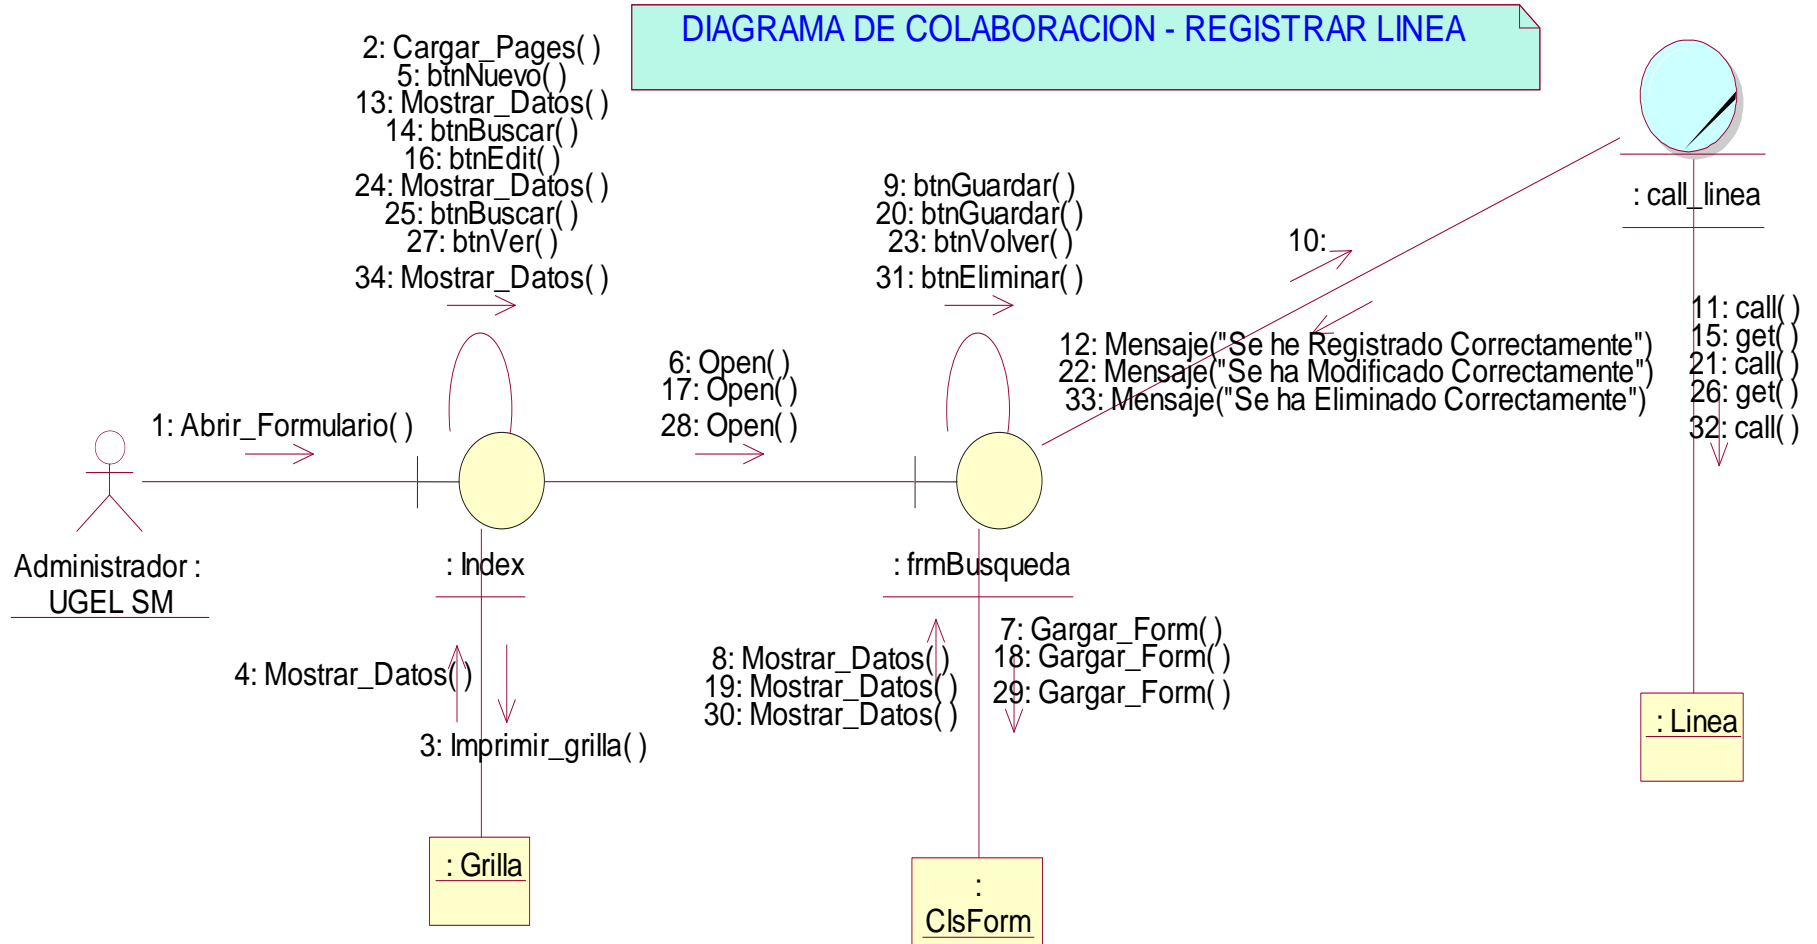 DIAGRAMA DE COLABORACION - REGISTRAR LINEA
2: Cargar_Pages( )
5: btnNuevo( )
13: Mostrar_Datos( )
14: btnBuscar( )
16: btnEdit( )
24: Mostrar_Datos( )
25: btnBuscar( )
27: btnVer( )
34: Mostrar_Datos( )
9: btnGuardar( )
20: btnGuardar( )
23: btnVolver( )
31: btnEliminar( )
: call_linea
10:
11: call( )
15: get( )
21: call( )
26: get( )
32: call( )
12: Mensaje("Se he Registrado Correctamente")
22: Mensaje("Se ha Modificado Correctamente")
33: Mensaje("Se ha Eliminado Correctamente")
6: Open( )
17: Open( )
28: Open( )
1: Abrir_Formulario( )
Administrador :
UGEL SM
: Index
: frmBusqueda
4: Mostrar_Datos( )
3: Imprimir_grilla( )
8: Mostrar_Datos( )
19: Mostrar_Datos( )
30: Mostrar_Datos( )
7: Gargar_Form( )
18: Gargar_Form( )
29: Gargar_Form( )
: Linea
: Grilla
:
ClsForm